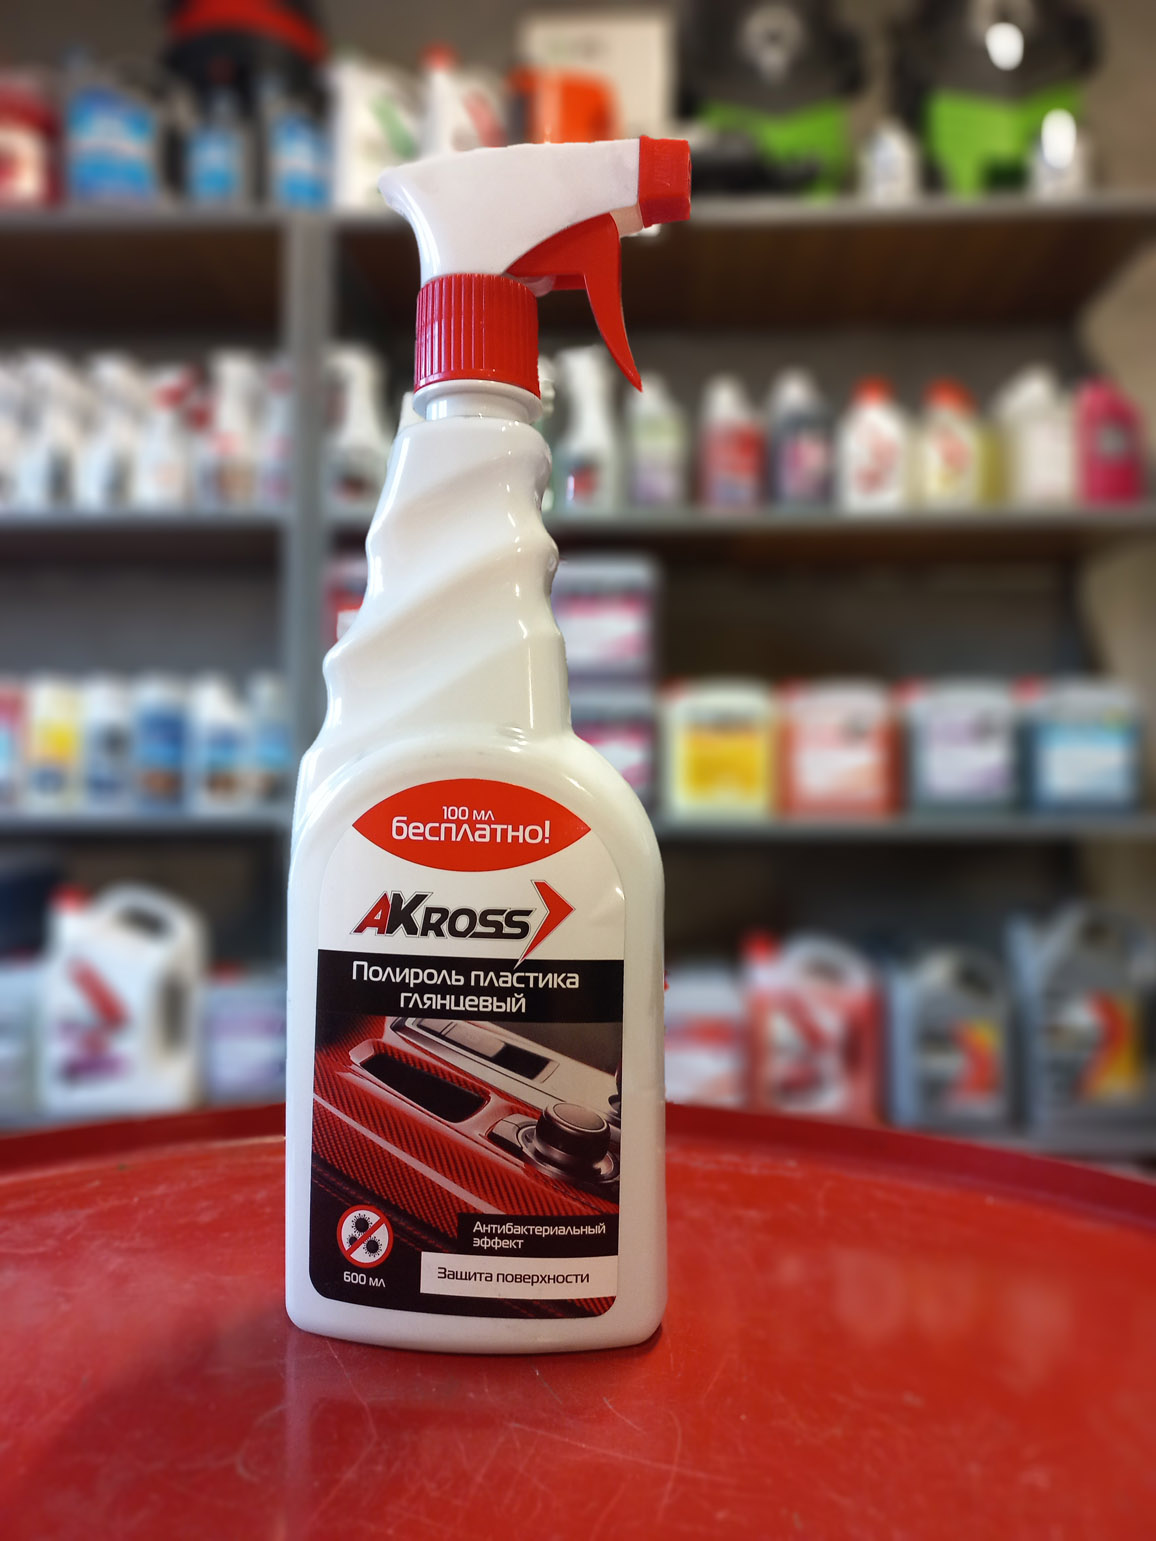 100 мл
бесплатно!
AKROSS
Полироль пластика
глянцевый
Антибактериальный
эффект
600 мл
Защита поверхности